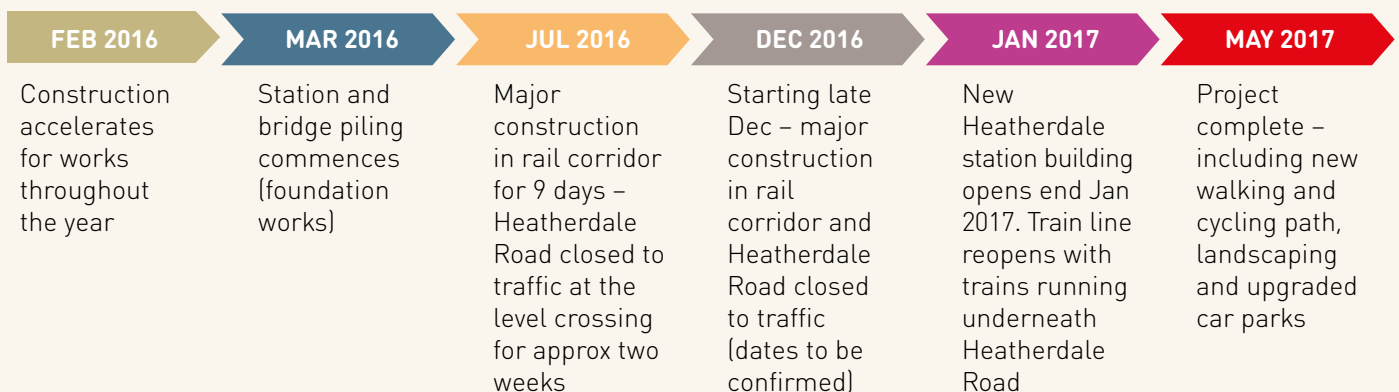 FEB 2016
Construction
accelerates
for works
throughout
the year
MAR 2016
Station and
bridge piling
commences
(foundation
works)
JUL 2016
Major
construction
in rail corridor
for 9 days –
Heatherdale
Road closed to
traffic at the
level crossing
for approx two
weeks
DEC 2016
Starting late
Dec – major
construction
in rail
corridor and
Heatherdale
Road closed
to traffic
(dates to be
confirmed)
JAN 2017
New
Heatherdale
station building
opens end Jan
2017. Train line
reopens with
trains running
underneath
Heatherdale
Road
MAY 2017
Project
complete –
including new
walking and
cycling path,
landscaping
and upgraded
car parks